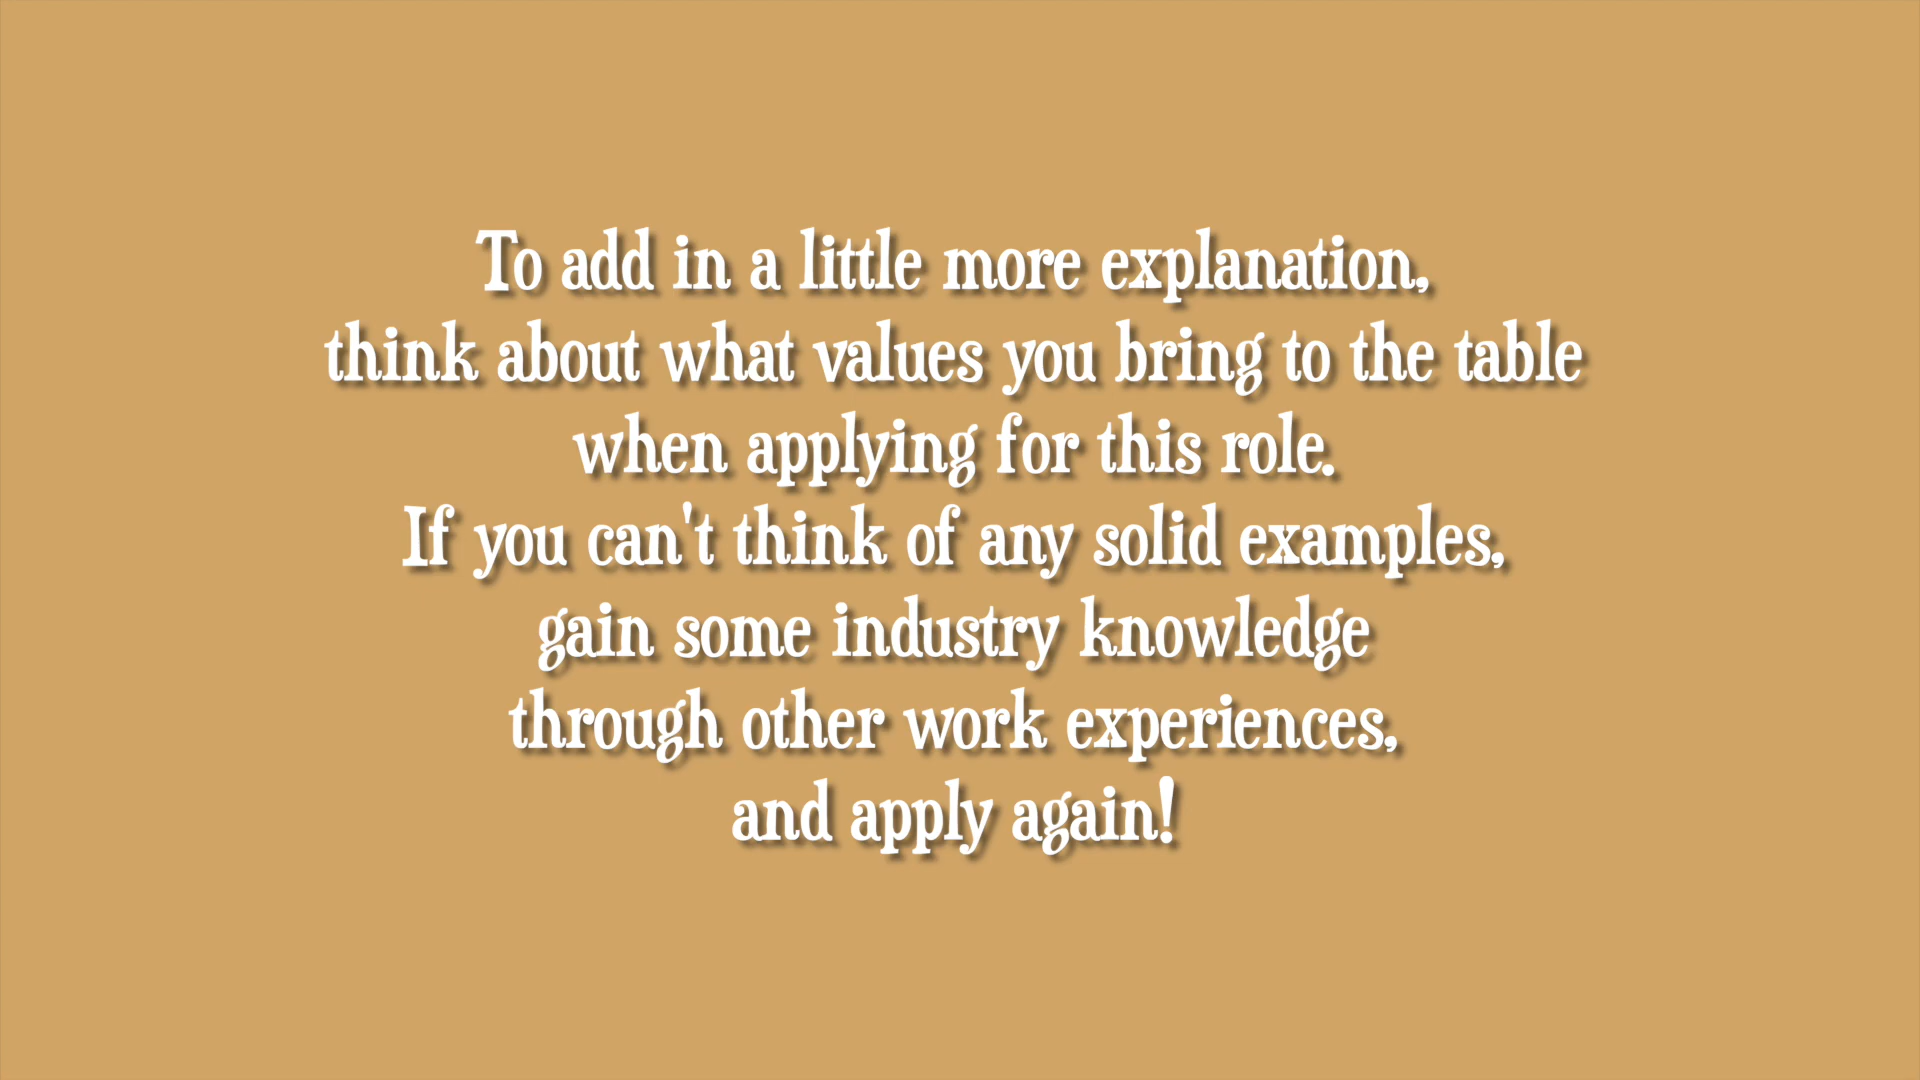 To add in a little more explanation,
think about what values you bring to the table
when applying for this role.
If you can't think of any solid examples,
gain some industry knowledge
through other work experiences,
and apply again!